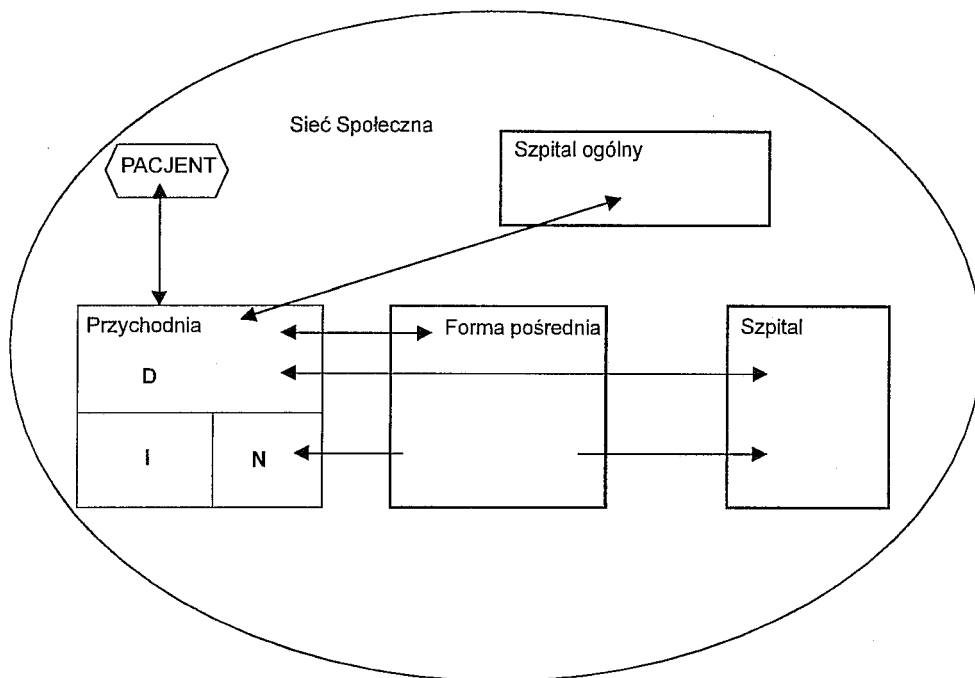 Sieć Społeczna
PACJENT
Szpital ogólny
Przychodnia
Forma pośrednia
Szpital
D
I
N